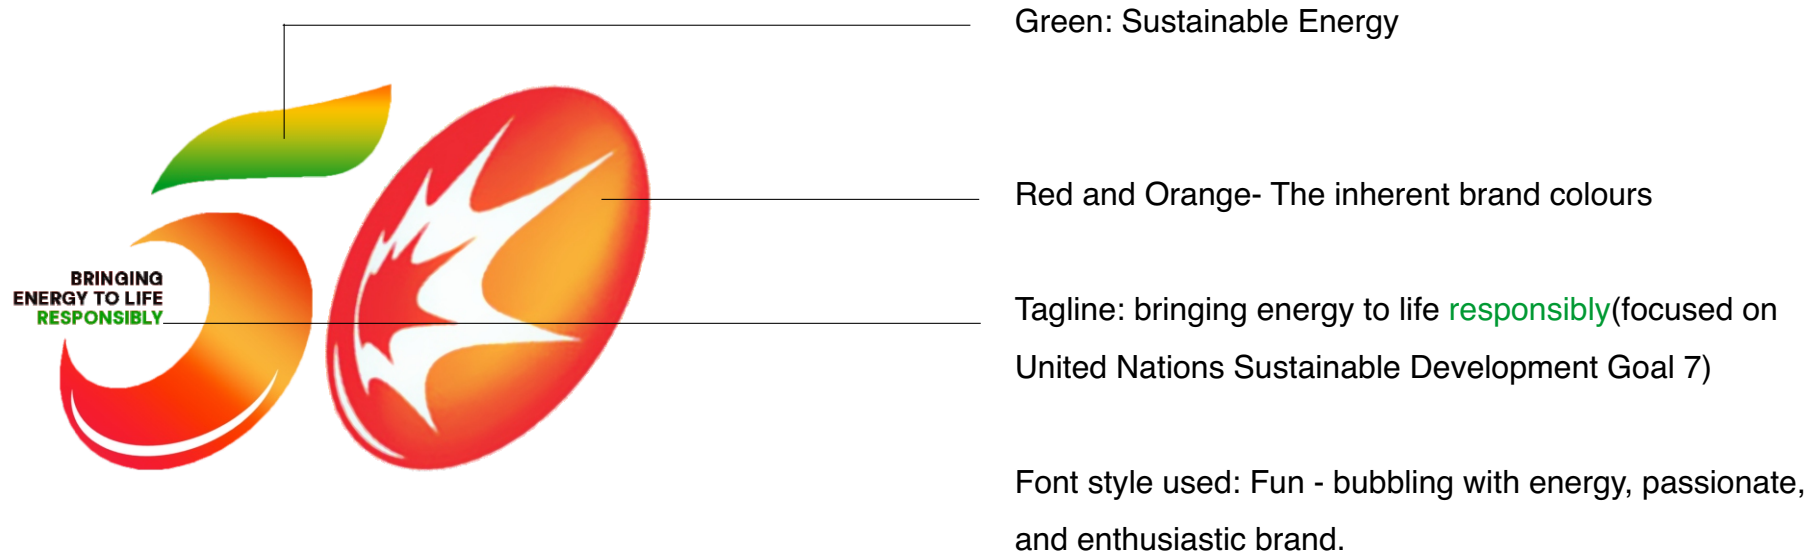 Green: Sustainable Energy
50
Red and Orange- The inherent brand colours
BRINGING
ENERGY TO LIFE
RESPONSIBLY
Tagline: bringing energy to life responsibly(focused on
United Nations Sustainable Development Goal 7)
Font style used: Fun - bubbling with energy, passionate,
and enthusiastic brand.